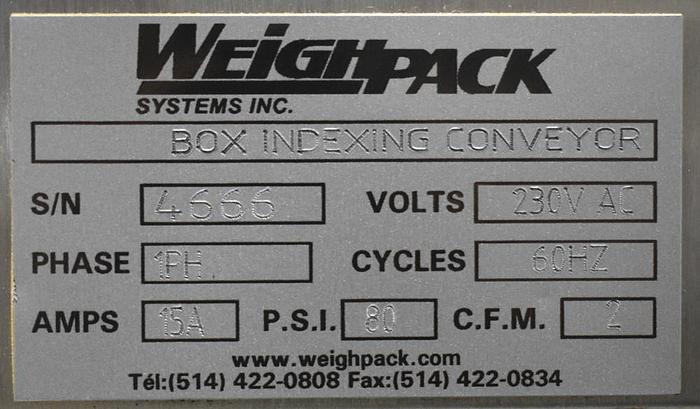 WEIGHPACK
SYSTEMS INC.
BOX INDEXING CONVEYOR
S/N 4666 VOLTS 230V AC
PHASE 1PH CYCLES 60HZ
AMPS 15A P.S.I. 80 C.F.M. 2
www.weighpack.com
Tél:(514) 422-0808 Fax:(514) 422-0834